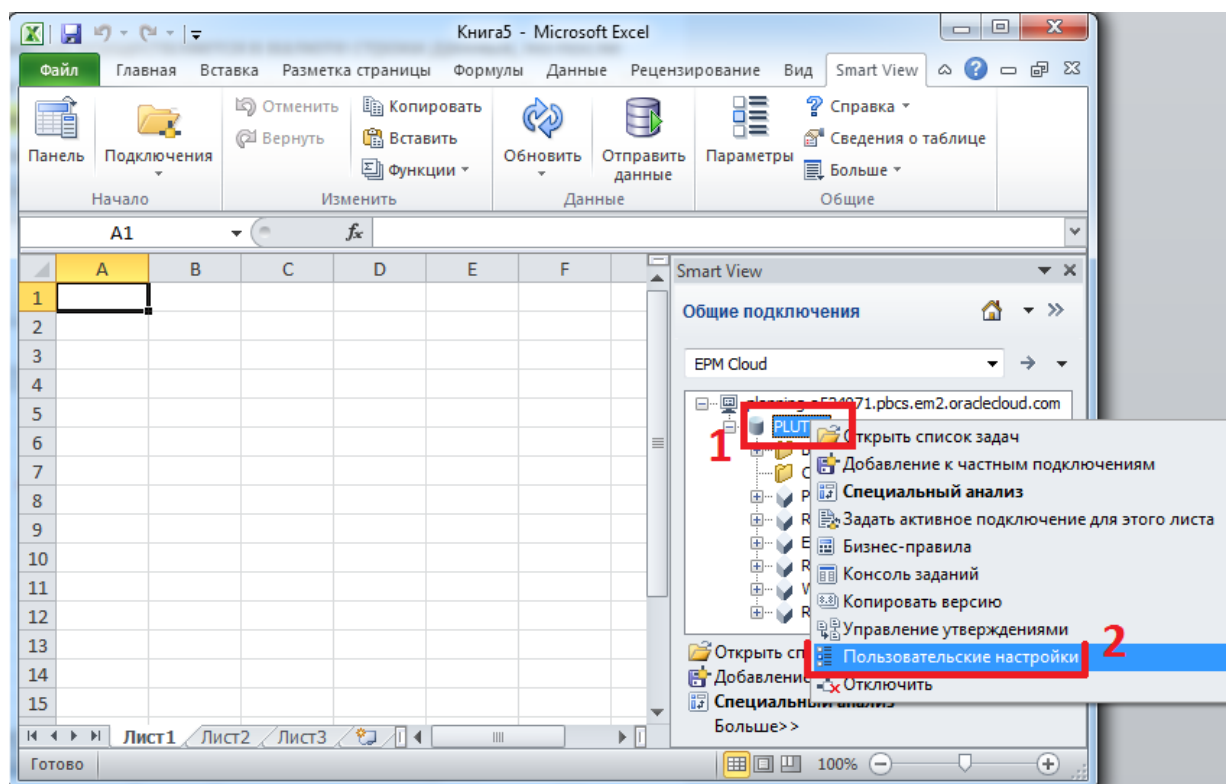 Книга5 - Microsoft Excel
Файл Главная Вставка Разметка страницы Формулы Данные Рецензирование Вид Smart View
Панель
Подключения
Начало
Отменить
Вернуть
Копировать
Вставить
Функции
Изменить
Обновить
Отправить
данные
Данные
Параметры
Справка
Сведения о таблице
Больше
Общие
A1 fx
A B C D E F
1
2
3
4
5
6
7
8
9
10
11
12
13
14
15
Smart View
Общие подключения
EPM Cloud
pbcs.em2.oraclecloud.com
1
PLUT
Открыть список задач
Добавление к частным подключениям
Специальный анализ
Задать активное подключение для этого листа
Бизнес-правила
Консоль заданий
Копировать версию
Управление утверждениями
Пользовательские настройки
2
Отключить
Открыть
Добавление
Специальный анализ
Больше>>
Лист1 Лист2 Лист3
Готово 100%